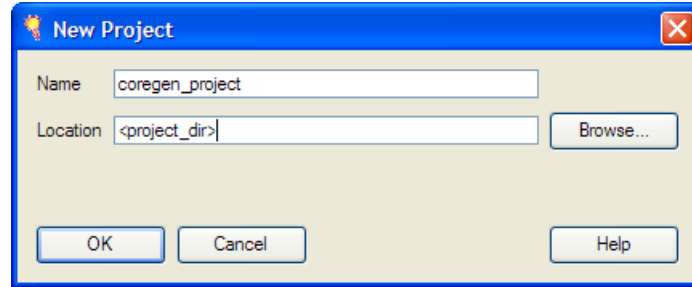 New Project
Name coregen_project
Location <project_dir> Browse...
OK Cancel Help